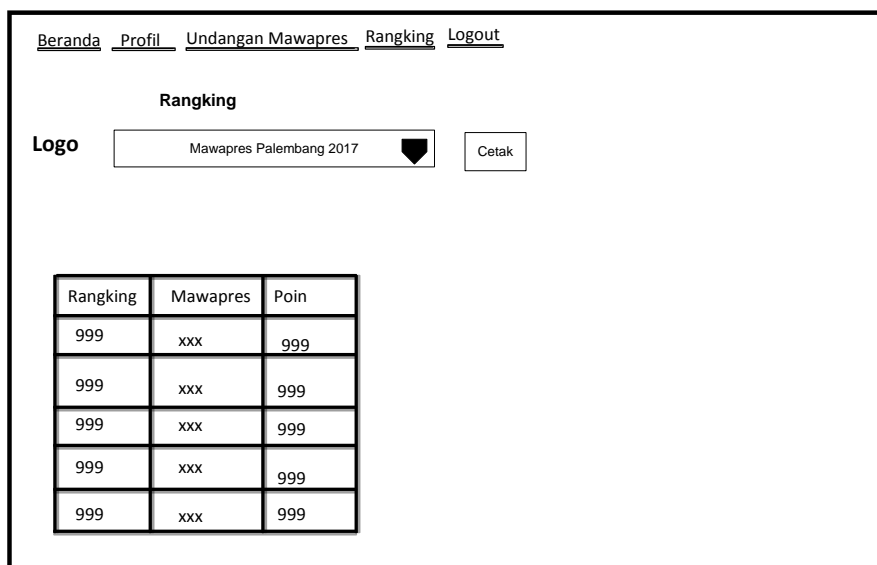 Beranda Profil Undangan Mawapres Rangking Logout
Rangking
Logo Mawapres Palembang 2017 Cetak
Rangking Mawapres Poin
999 xxx 999
999 xxx 999
999 xxx 999
999 xxx 999
999 xxx 999